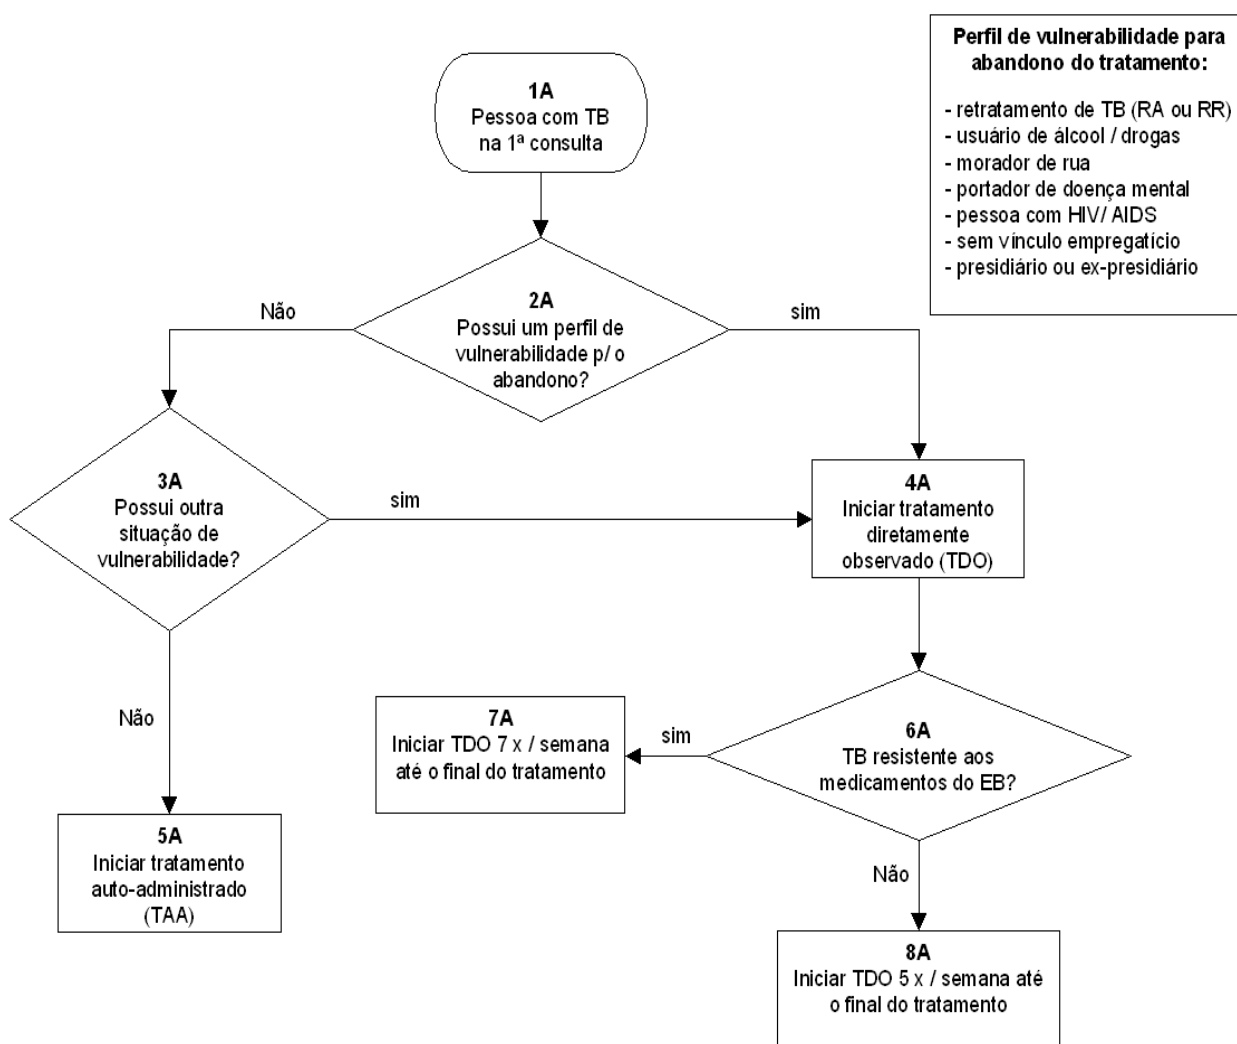 Perfil de vulnerabilidade para
abandono do tratamento:
- retratamento de TB (RA ou RR)
- usuário de álcool / drogas
- morador de rua
- portador de doença mental
- pessoa com HIV/ AIDS
- sem vínculo empregatício
- presidiário ou ex-presidiário
1A
Pessoa com TB
na 1ª consulta
2A
Possui um perfil de
vulnerabilidade p/ o
abandono?
Não
sim
3A
Possui outra
situação de
vulnerabilidade?
sim
Não
4A
Iniciar tratamento
diretamente
observado (TDO)
5A
Iniciar tratamento
auto-administrado
(TAA)
6A
TB resistente aos
medicamentos do EB?
sim
Não
7A
Iniciar TDO 7 x / semana
até o final do tratamento
8A
Iniciar TDO 5 x / semana até
o final do tratamento